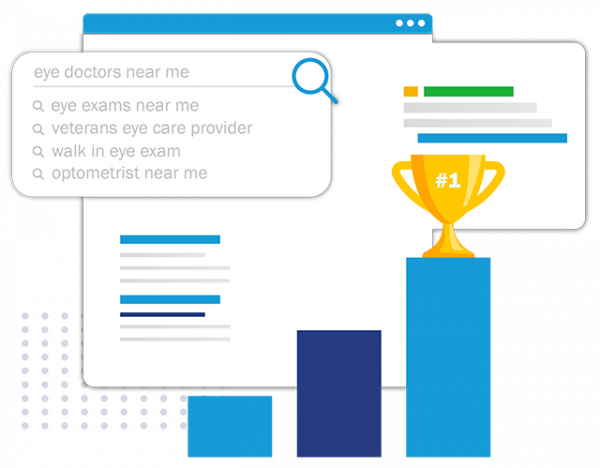 eye doctors near me
eye exams near me
veterans eye care provider
walk in eye exam
optometrist near me
#1